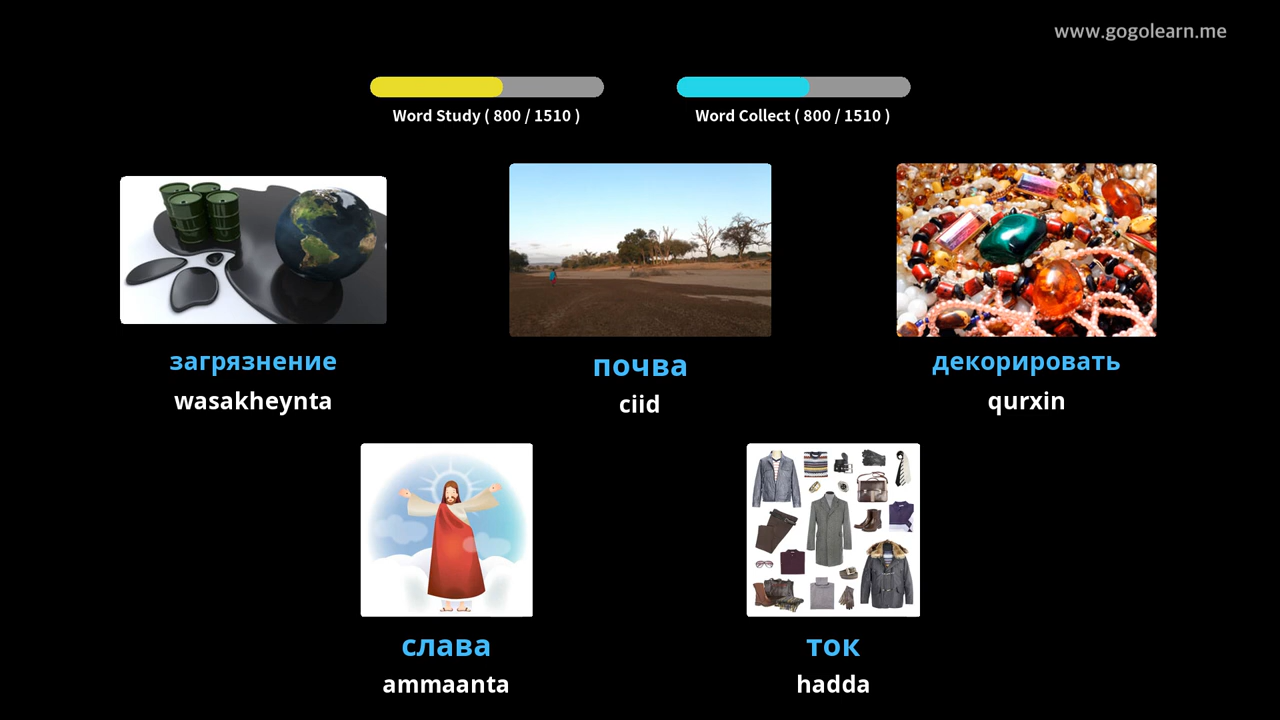 www.gogolearn.me
Word Study ( 800 / 1510 )
Word Collect ( 800 / 1510 )
загрязнение
wasakheynta
почва
ciid
декорировать
qurxin
слава
ammaanta
ток
hadda